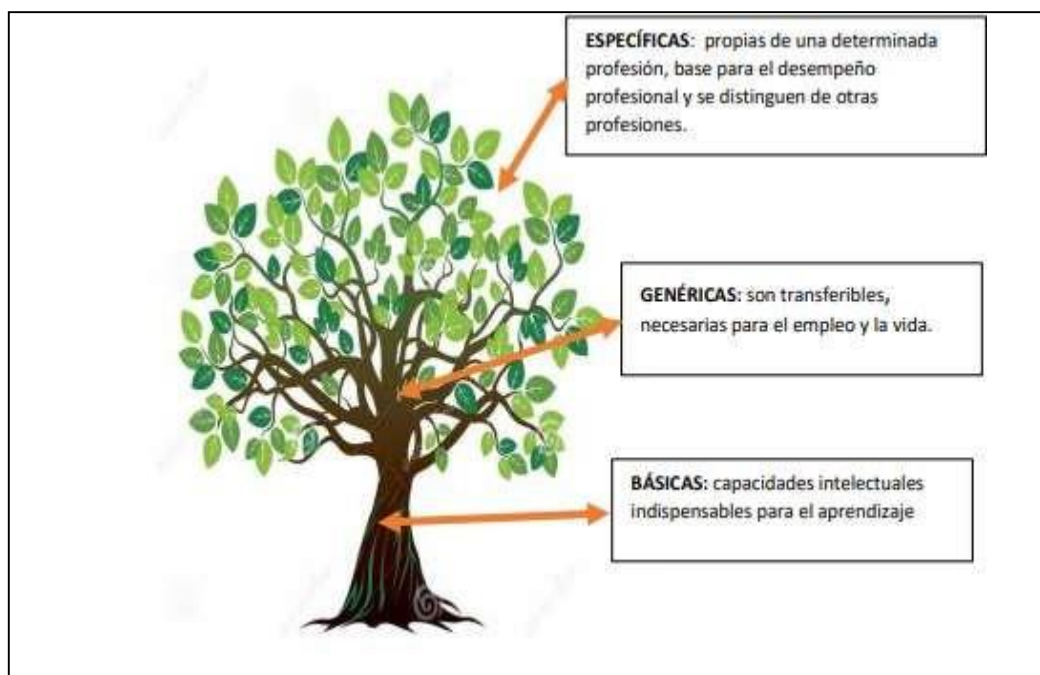 ESPECÍFICAS: propias de una determinada
profesión, base para el desempeño
profesional y se distinguen de otras
profesiones.
GENÉRICAS: son transferibles,
necesarias para el empleo y la vida.
BÁSICAS: capacidades intelectuales
indispensables para el aprendizaje